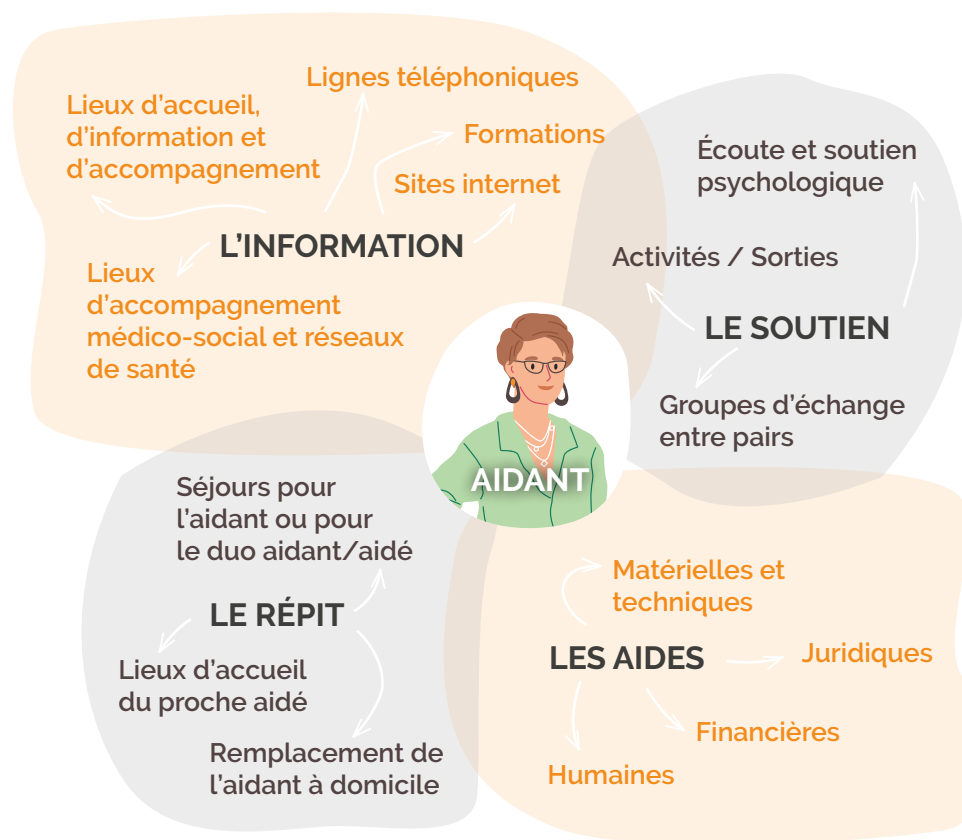 Lignes téléphoniques
Lieux d'accueil,
d'information et
d'accompagnement
Formations
Sites internet
L'INFORMATION
Lieux
d'accompagnement
médico-social et réseaux
de santé
Écoute et soutien
psychologique
Activités / Sorties
LE SOUTIEN
Groupes d'échange
entre pairs
AIDANT
Séjours pour
l'aidant ou pour
le duo aidant/aidé
LE RÉPIT
Lieux d'accueil
du proche aidé
Remplacement de
l'aidant à domicile
Matérielles et
techniques
LES AIDES
Juridiques
Financières
Humaines